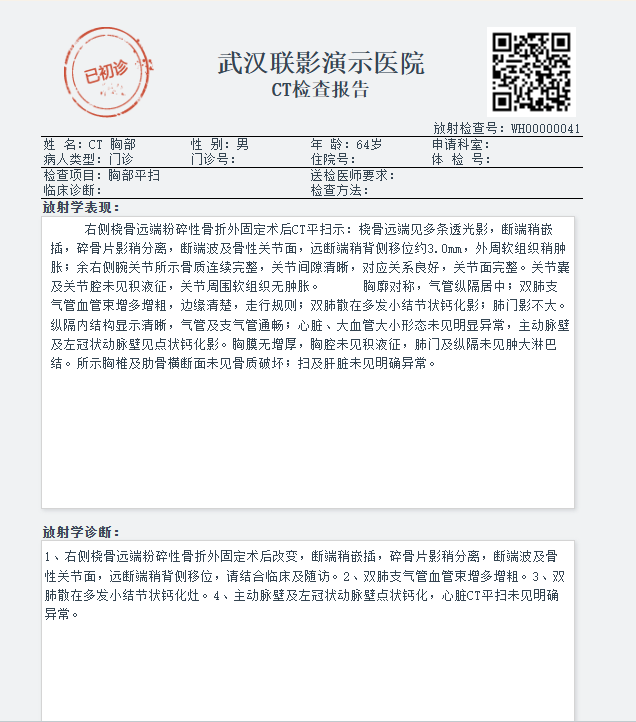 已初诊
武汉联影演示医院
CT检查报告
放射检查号：WH00000041
姓 名：CT 胸部 性 别：男 年 龄：64岁 申请科室：
病人类型：门诊 门诊号： 住院号： 体 检 号：
检查项目：胸部平扫 送检医师要求：
临床诊断： 检查方法：
放射学表现：
右侧桡骨远端粉碎性骨折外固定术后CT平扫示：桡骨远端见多条透光影，断端稍嵌
插，碎骨片影稍分离，断端波及骨性关节面，远断端稍背侧移位约3.0mm，外周软组织稍肿
胀；余右侧腕关节所示骨质连续完整，关节间隙清晰，对应关系良好，关节面完整。关节囊
及关节腔未见积液征，关节周围软组织无肿胀。 胸廓对称，气管纵隔居中；双肺支
气管血管束增多增粗，边缘清楚，走行规则；双肺散在多发小结节状钙化影；肺门影不大。
纵隔内结构显示清晰，气管及支气管通畅；心脏、大血管大小形态未见明显异常，主动脉壁
及左冠状动脉壁见点状钙化影。胸膜无增厚，胸腔未见积液征，肺门及纵隔未见肿大淋巴
结。所示胸椎及肋骨横断面未见骨质破坏；扫及肝脏未见明确异常。
放射学诊断：
1、右侧桡骨远端粉碎性骨折外固定术后改变，断端稍嵌插，碎骨片影稍分离，断端波及骨
性关节面，远断端稍背侧移位，请结合临床及随访。2、双肺支气管血管束增多增粗。3、双
肺散在多发小结节状钙化灶。4、主动脉壁及左冠状动脉壁点状钙化，心脏CT平扫未见明确
异常。